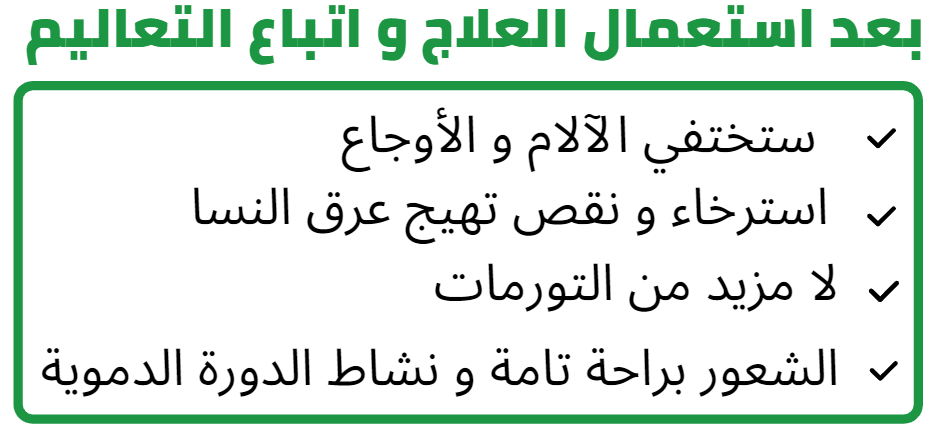 بعد استعمال العلاج و اتباع التعاليم
ستختفي الآلام و الأوجاع
استرخاء و نقص تهيج عرق النسا
لا مزيد من التورمات
الشعور براحة تامة و نشاط الدورة الدموية